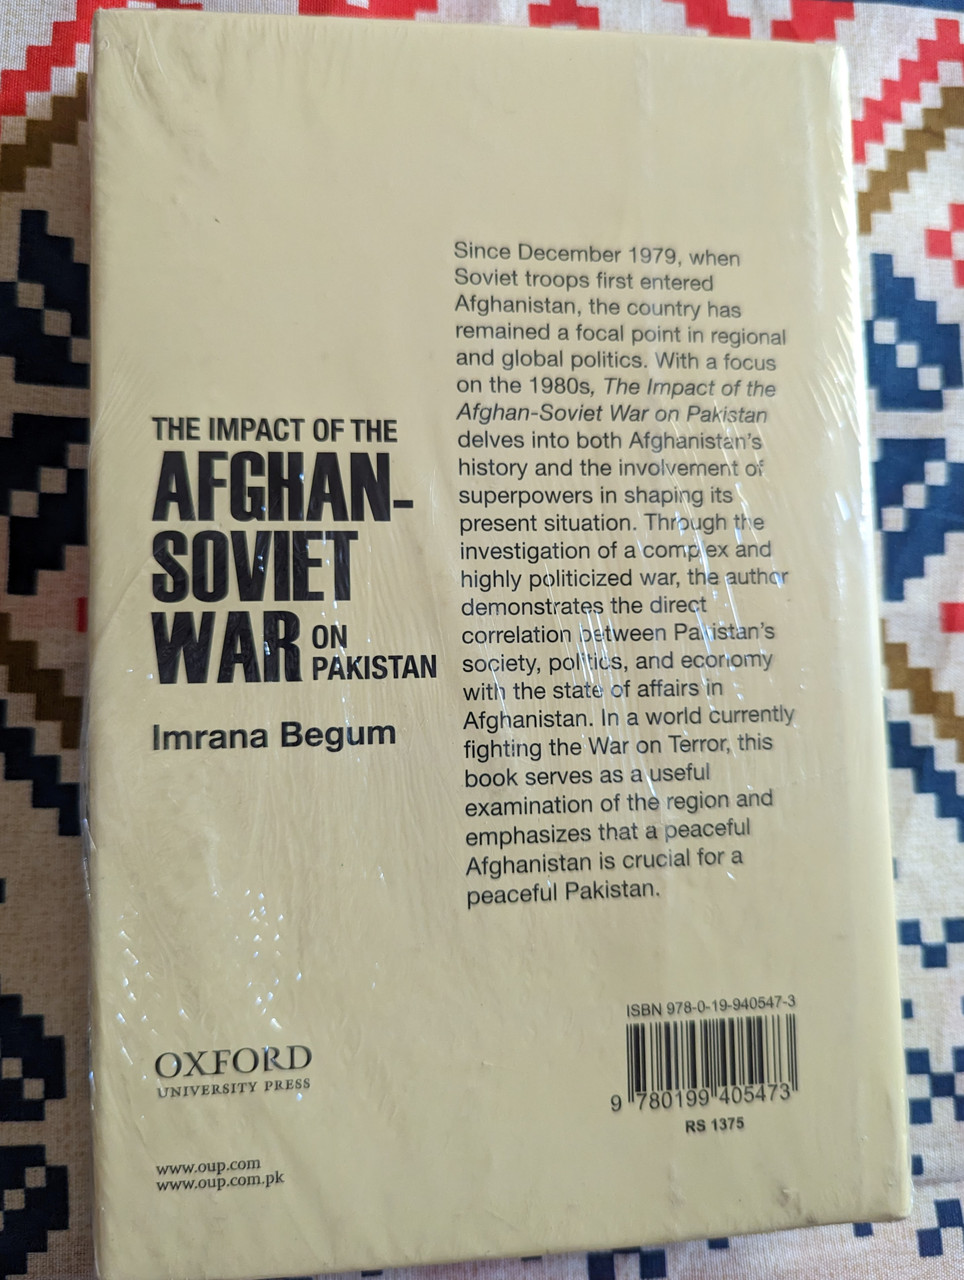 THE IMPACT OF THE
AFGHAN-
SOVIET
WAR ON
PAKISTAN
Imrana Begum
Since December 1979, when
Soviet troops first entered
Afghanistan, the country has
remained a focal point in regional
and global politics. With a focus
on the 1980s, The Impact of the
Afghan-Soviet War on Pakistan
delves into both Afghanistan's
history and the involvement of
superpowers in shaping its
present situation. Through the
investigation of a complex and
highly politicized war, the author
demonstrates the direct
correlation between Pakistan's
society, politics, and economy
with the state of affairs in
Afghanistan. In a world currently
fighting the War on Terror, this
book serves as a useful
examination of the region and
emphasizes that a peaceful
Afghanistan is crucial for a
peaceful Pakistan.
OXFORD
UNIVERSITY PRESS
www.oup.com
www.oup.com.pk
ISBN 978-0-19-940547-3
9 780199 405473
RS 1375